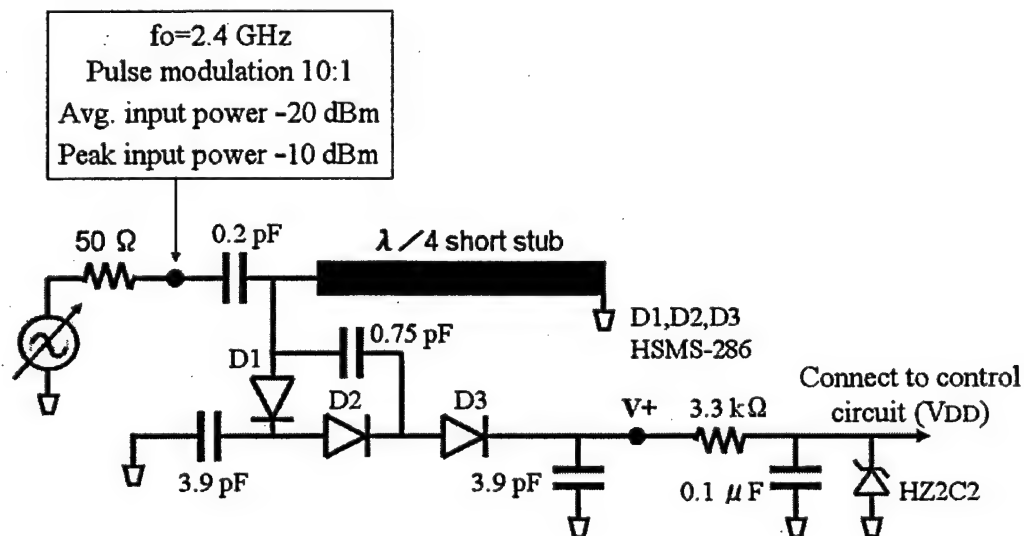 fo=2.4 GHz
Pulse modulation 10:1
Avg. input power -20 dBm
Peak input power -10 dBm
50 Ω
0.2 pF
λ/4 short stub
D1,D2,D3
HSMS-286
0.75 pF
D1
D2
D3
V+
3.3 kΩ
Connect to control
circuit (VDD)
3.9 pF
3.9 pF
0.1 μF
HZ2C2